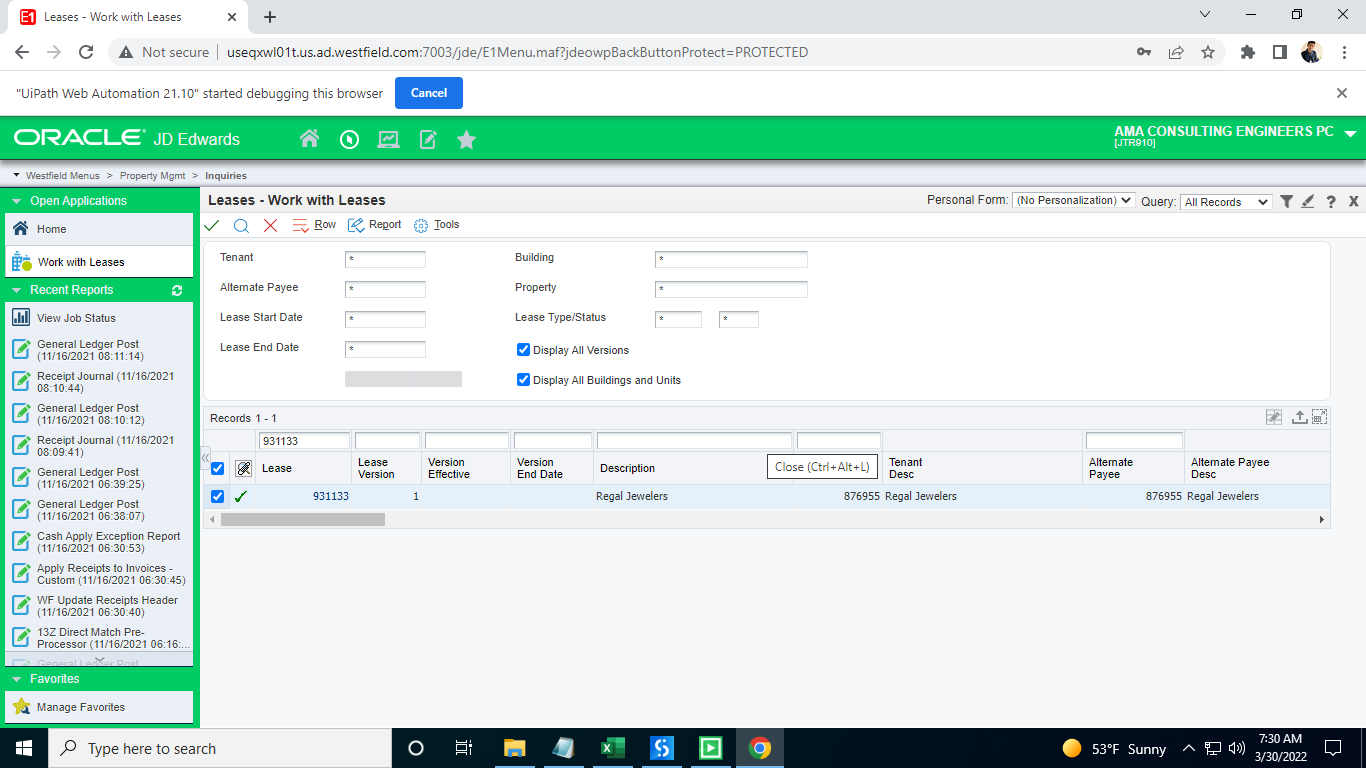 E1 Leases - Work with Leases
Not secure useqxwl01t.us.ad.westfield.com:7003/jde/E1Menu.maf?jdeowpBackButtonProtect=PROTECTED
"UiPath Web Automation 21.10" started debugging this browser Cancel
ORACLE JD Edwards
AMA CONSULTING ENGINEERS PC
[JTR910]
Westfield Menus > Property Mgmt > Inquiries
Open Applications
Home
Work with Leases
Recent Reports
View Job Status
General Ledger Post
(11/16/2021 08:11:14)
Receipt Journal (11/16/2021
08:10:44)
General Ledger Post
(11/16/2021 08:10:12)
Receipt Journal (11/16/2021
08:09:41)
General Ledger Post
(11/16/2021 06:39:25)
General Ledger Post
(11/16/2021 06:38:07)
Cash Apply Exception Report
(11/16/2021 06:30:53)
Apply Receipts to Invoices -
Custom (11/16/2021 06:30:45)
WF Update Receipts Header
(11/16/2021 06:30:40)
13Z Direct Match Pre-
Processor (11/16/2021 06:16:...
General Ledger Post
Favorites
Manage Favorites
Leases - Work with Leases
Personal Form: (No Personalization) Query: All Records ? X
Row Report Tools
Tenant * Building *
Alternate Payee * Property *
Lease Start Date * Lease Type/Status * *
Lease End Date * Display All Versions
Display All Buildings and Units
Records 1 - 1
931133
Lease
Lease
Version
Version
Effective
Version
End Date
Description
Close (Ctrl+Alt+L)
Tenant
Desc
Alternate
Payee
Alternate Payee
Desc
931133 1 Regal Jewelers 876955 Regal Jewelers 876955 Regal Jewelers
Type here to search
53°F Sunny
7:30 AM
3/30/2022